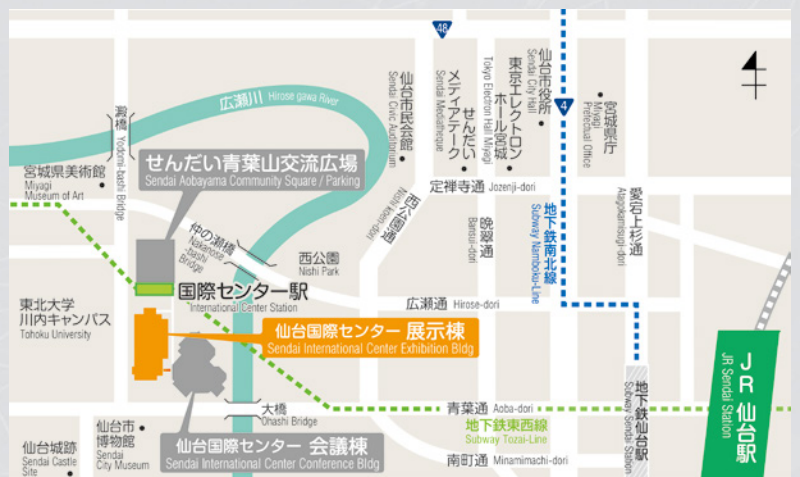 48
仙台市役所
Sendai City Hall
東京エレクトロン
ホール宮城
Tokyo Electron Hall Miyagi
せんだい
メディアテーク
Sendai Mediatheque
仙台市民会館
Sendai Civic Auditorium
4
宮城県庁
Miyagi
Prefectual Office
広瀬川 Hirose gawa River
澱橋
Yodomi-bashi Bridge
宮城県美術館
Miyagi
Museum of Art
せんだい青葉山交流広場
Sendai Aobayama Community Square / Parking
定禅寺通 Jozenji-dori
西公園通
Nishi koen-dori
晩翠通
Bansui-dori
地下鉄南北線
Subway Namboku-Line
愛宕上杉通
Atagokamisugi-dori
仲の瀬橋
Nakanose
-bashi
Bridge
西公園
Nishi Park
国際センター駅
International Center Station
広瀬通 Hirose-dori
東北大学
川内キャンパス
Tohoku University
仙台国際センター 展示棟
Sendai International Center Exhibition Bldg
JR 仙台駅
JR Sendai Station
地下鉄仙台駅
Subway Sendai Station
大橋
Ohashi Bridge
青葉通 Aoba-dori
地下鉄東西線
Subway Tozai-Line
仙台市
博物館
Sendai
City Museum
仙台城跡
Sendai Castle
Site
仙台国際センター 会議棟
Sendai International Center Conference Bldg
南町通 Minamimachi-dori